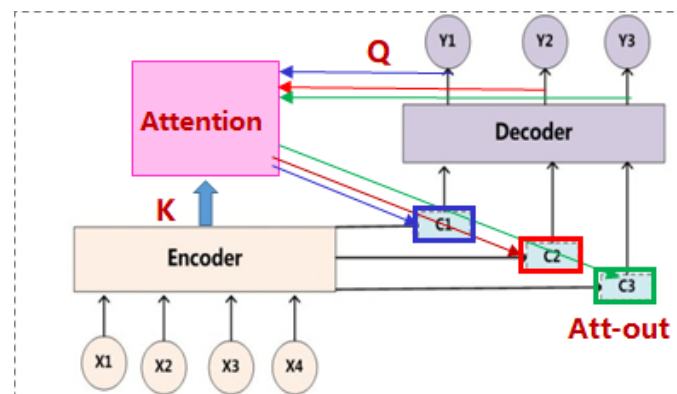 Y1
Y2
Y3
Q
Attention
Decoder
K
C1
Encoder
C2
C3
Att-out
X1
X2
X3
X4